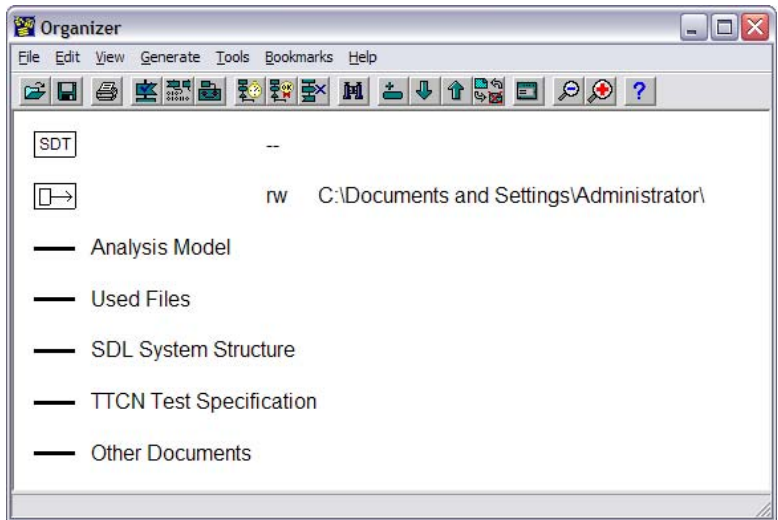 Organizer
File Edit View Generate Tools Bookmarks Help
SDT --
rw C:\Documents and Settings\Administrator\
Analysis Model
Used Files
SDL System Structure
TTCN Test Specification
Other Documents